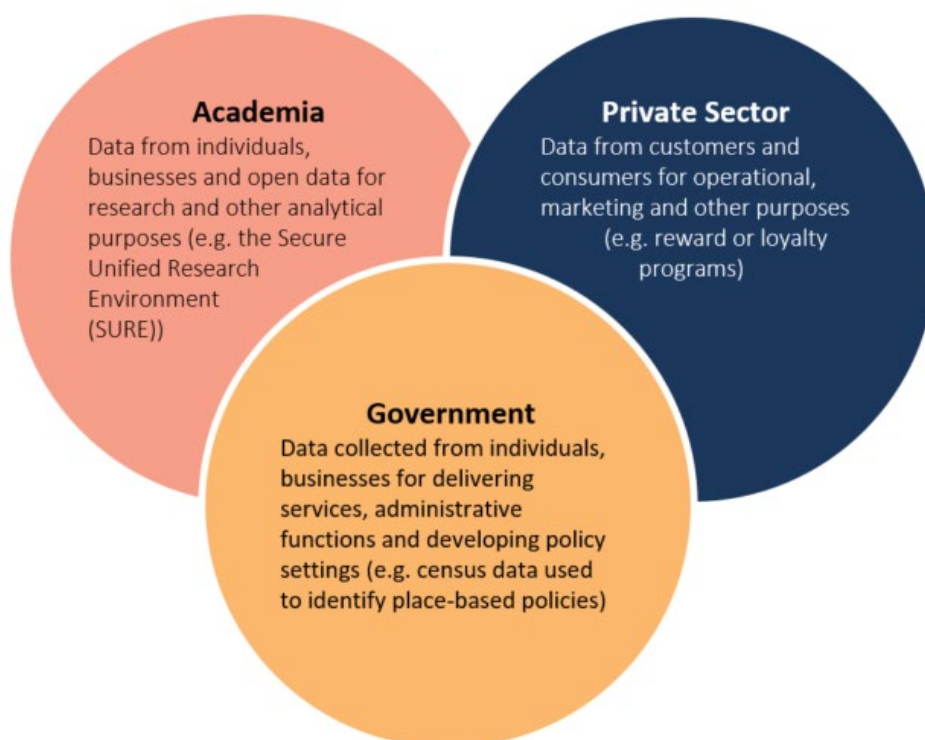 Academia
Data from individuals,
businesses and open data for
research and other analytical
purposes (e.g. the Secure
Unified Research
Environment
(SURE))
Private Sector
Data from customers and
consumers for operational,
marketing and other purposes
(e.g. reward or loyalty
programs)
Government
Data collected from individuals,
businesses for delivering
services, administrative
functions and developing policy
settings (e.g. census data used
to identify place-based policies)